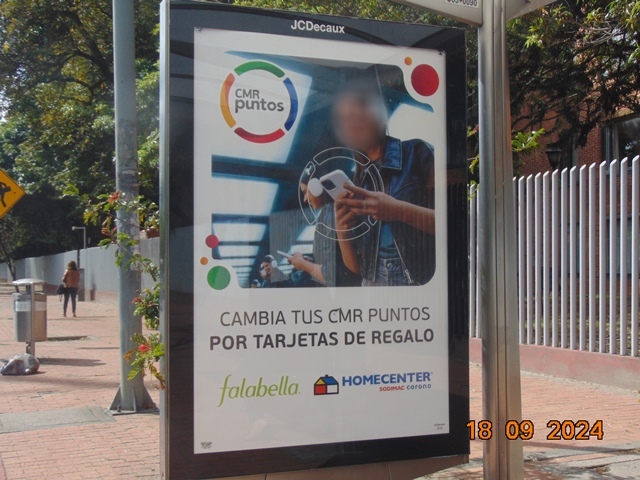 JCDecaux
CMR
puntos
CAMBIA TUS CMR PUNTOS
POR TARJETAS DE REGALO
falabella.
HOMECENTER
SODIMAC corona
18 09 2024